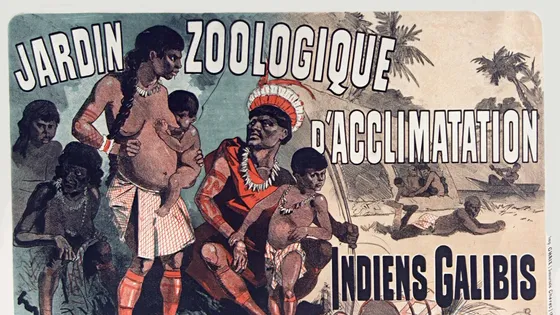 JARDIN ZOOLOGIQUE
D'ACCLIMATATION
INDIENS GALIBIS